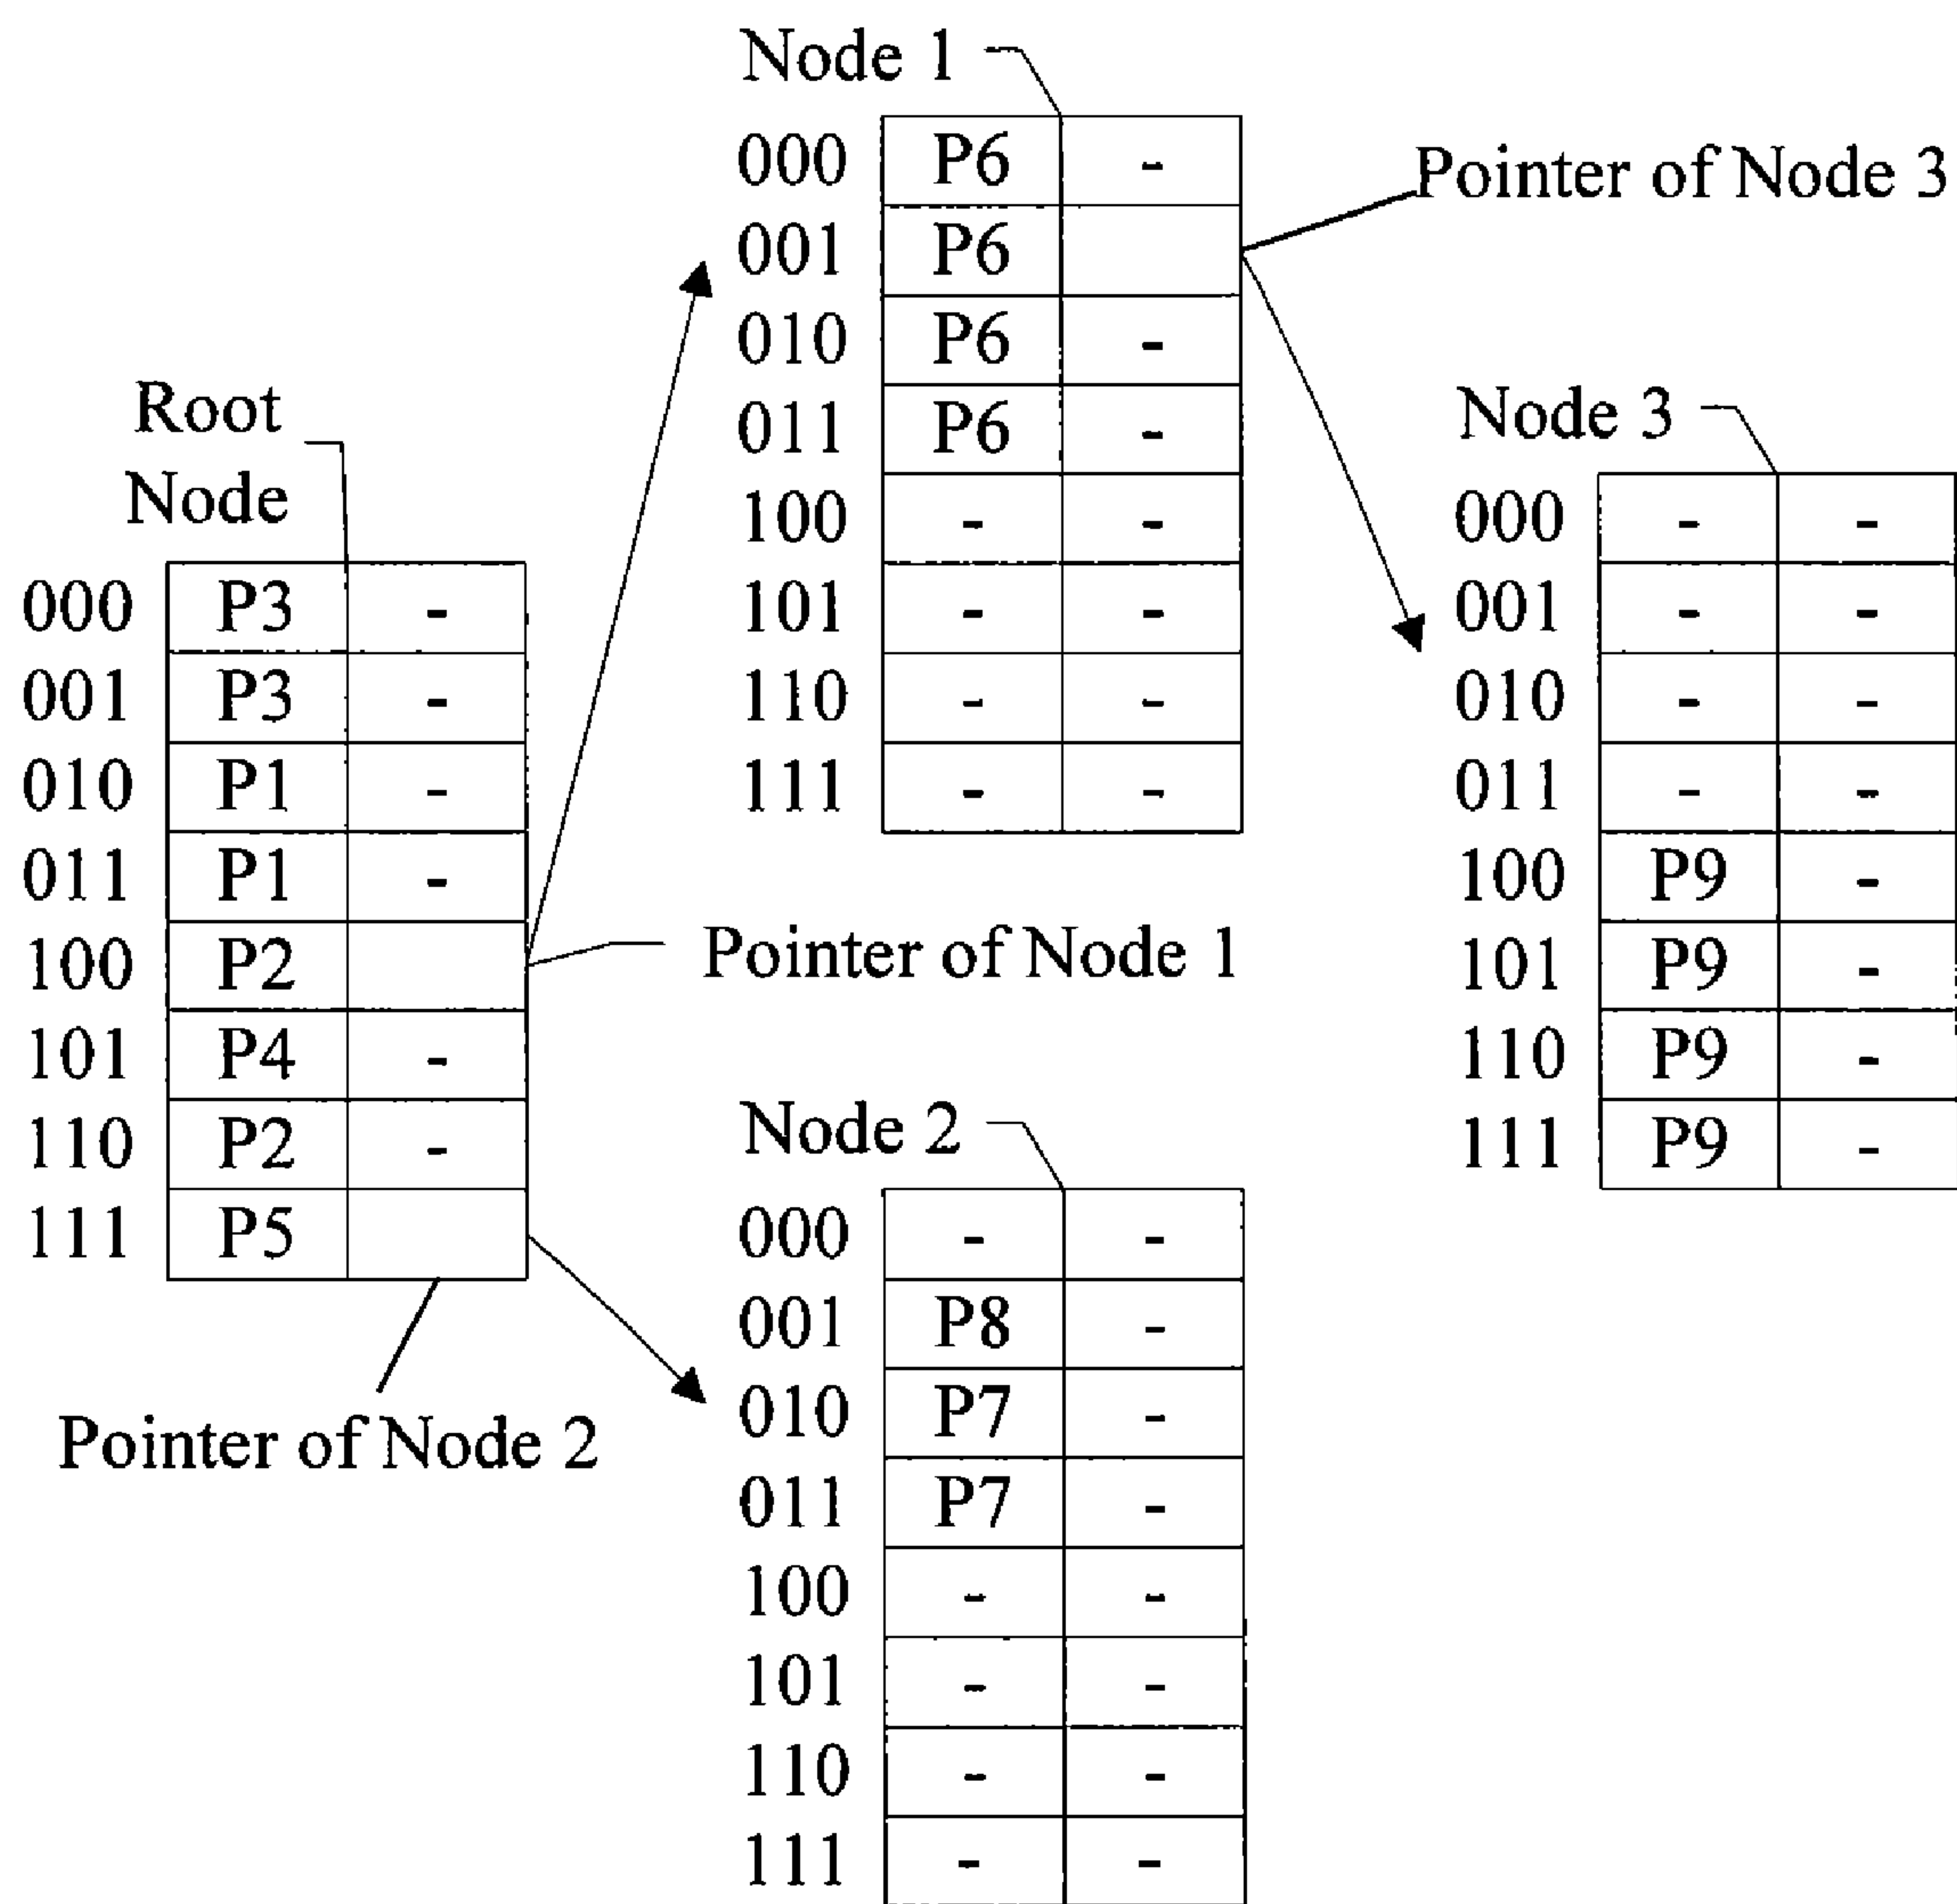 Root
Node
000 P3 -
001 P3 -
010 P1 -
011 P1 -
100 P2
101 P4 -
110 P2 -
111 P5
Pointer of Node 2
Node 1
000 P6 -
001 P6
010 P6 -
011 P6 -
100 - -
101 - -
110 - -
111 - -
Pointer of Node 1
Node 2
000 - -
001 P8 -
010 P7 -
011 P7 -
100 - -
101 - -
110 - -
111 - -
Pointer of Node 3
Node 3
000 - -
001 - -
010 - -
011 - -
100 P9 -
101 P9 -
110 P9 -
111 P9 -